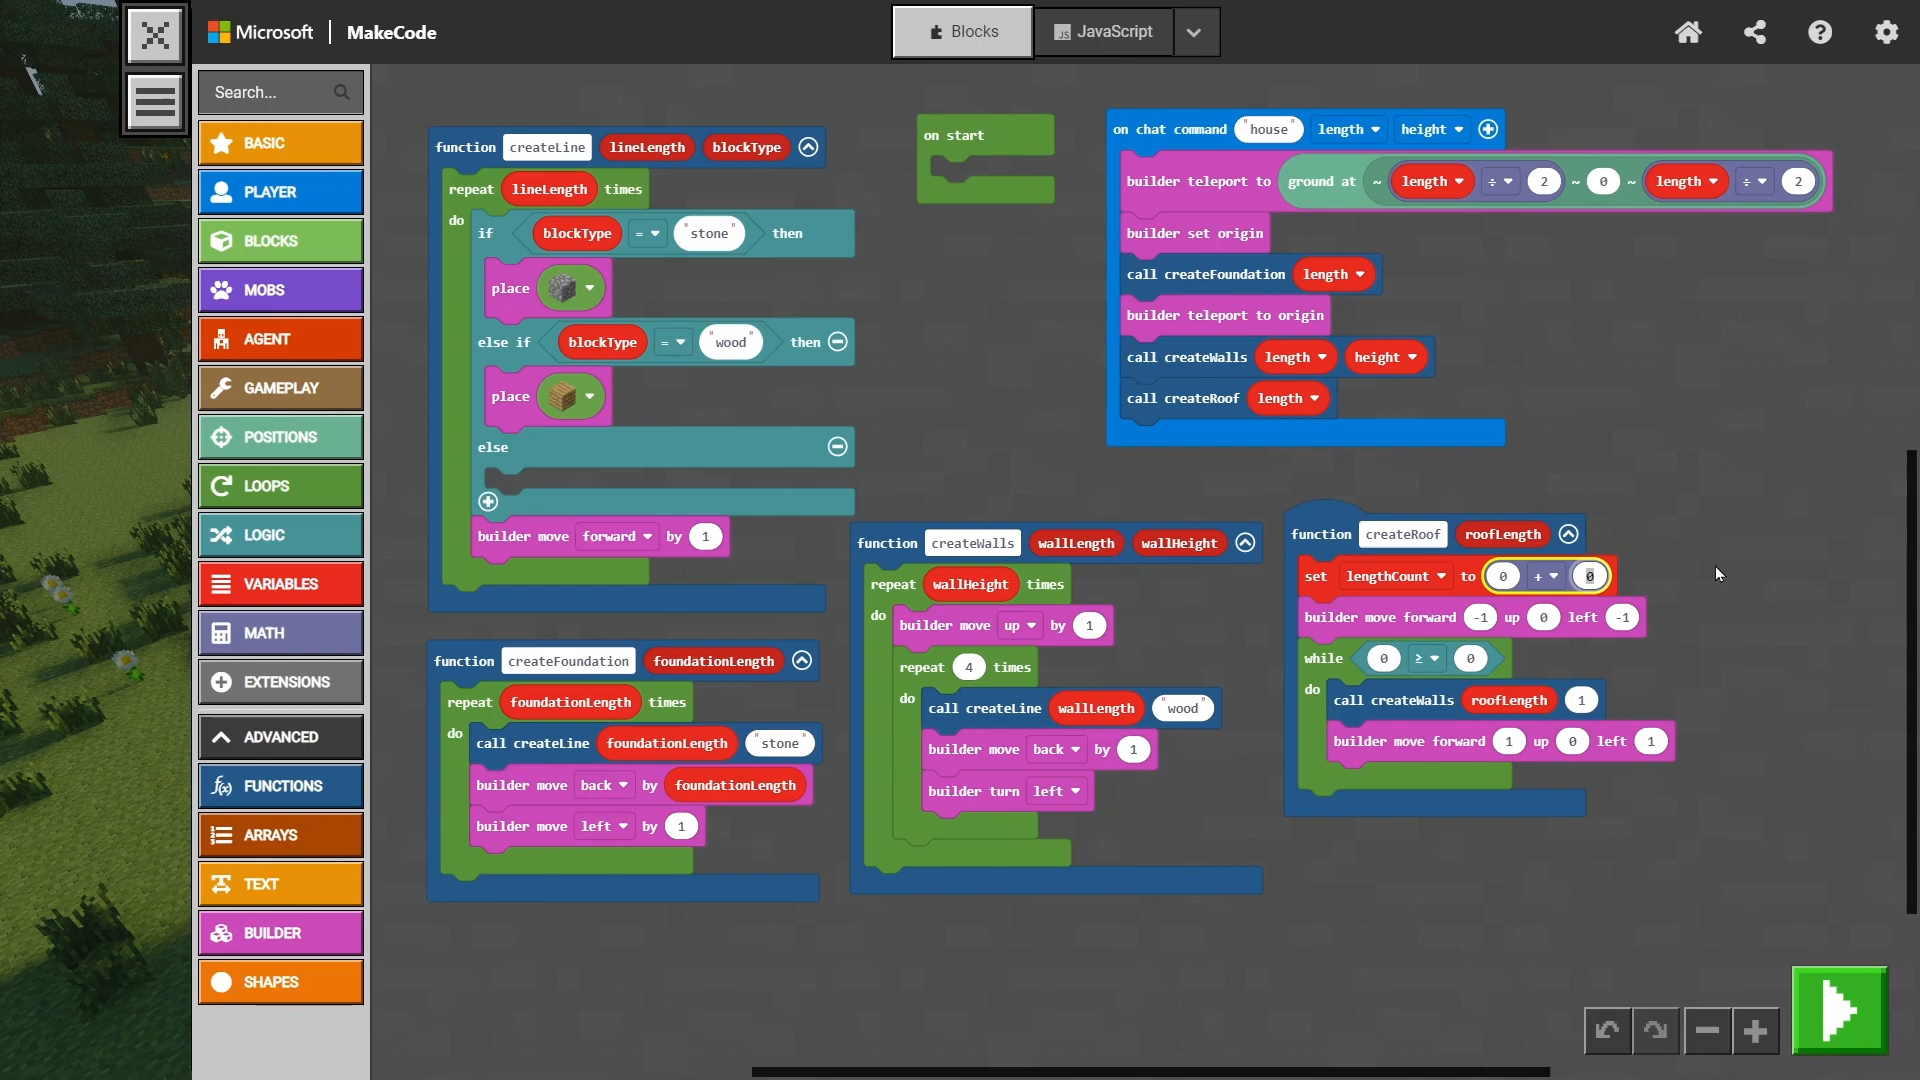 Microsoft MakeCode
Blocks JavaScript
Search...
BASIC
PLAYER
BLOCKS
MOBS
AGENT
GAMEPLAY
POSITIONS
LOOPS
LOGIC
VARIABLES
MATH
EXTENSIONS
ADVANCED
FUNCTIONS
ARRAYS
TEXT
BUILDER
SHAPES
function createLine lineLength blockType
repeat lineLength times
do
if blockType = "stone" then
place
else if blockType = "wood" then
place
else
builder move forward by 1
function createFoundation foundationLength
repeat foundationLength times
do
call createLine foundationLength "stone"
builder move back by foundationLength
builder move left by 1
on start
function createWalls wallLength wallHeight
repeat wallHeight times
do
builder move up by 1
repeat 4 times
do
call createLine wallLength "wood"
builder move back by 1
builder turn left
on chat command "house" length height
builder teleport to ground at ~ length ÷ 2 ~ 0 ~ length ÷ 2
builder set origin
call createFoundation length
builder teleport to origin
call createWalls length height
call createRoof length
function createRoof roofLength
set lengthCount to 0 + 0
builder move forward -1 up 0 left -1
while 0 ≥ 0
do
call createWalls roofLength 1
builder move forward 1 up 0 left 1